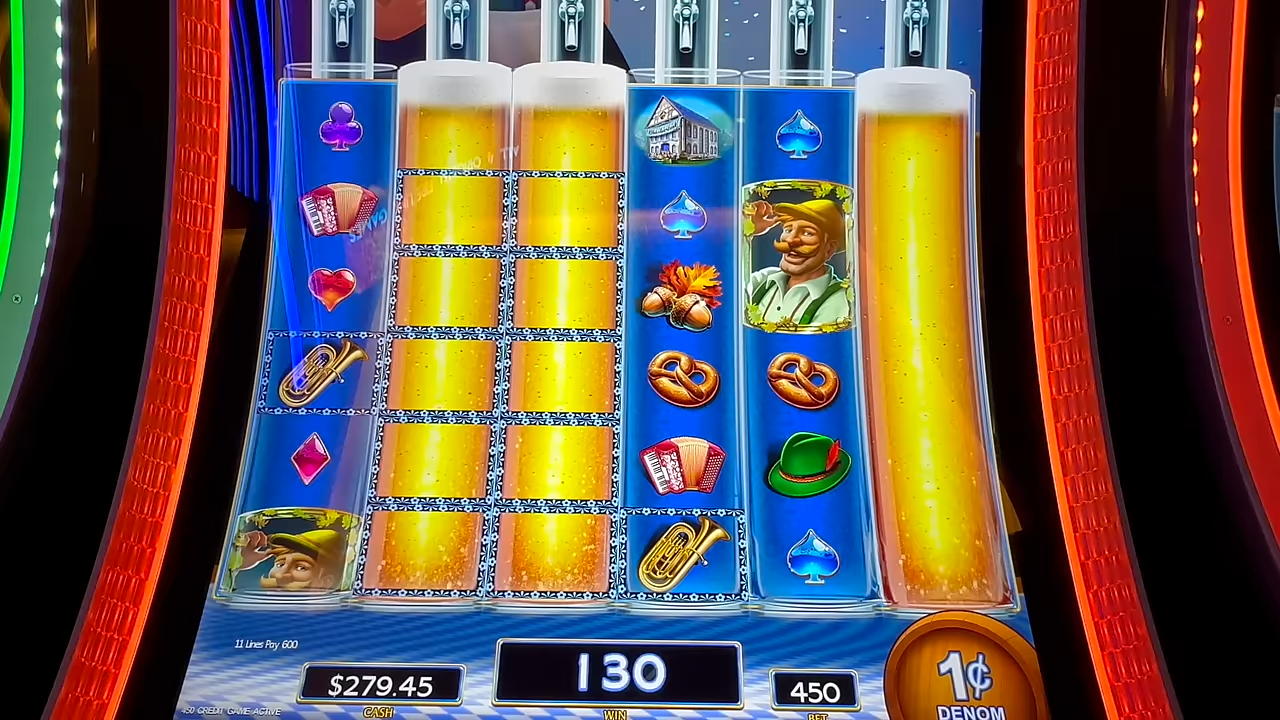 11 Lines Pay 600
$279.45
CASH
130
WIN
450
BET
1¢
DENOM
450 CREDIT GAME ACTIVE